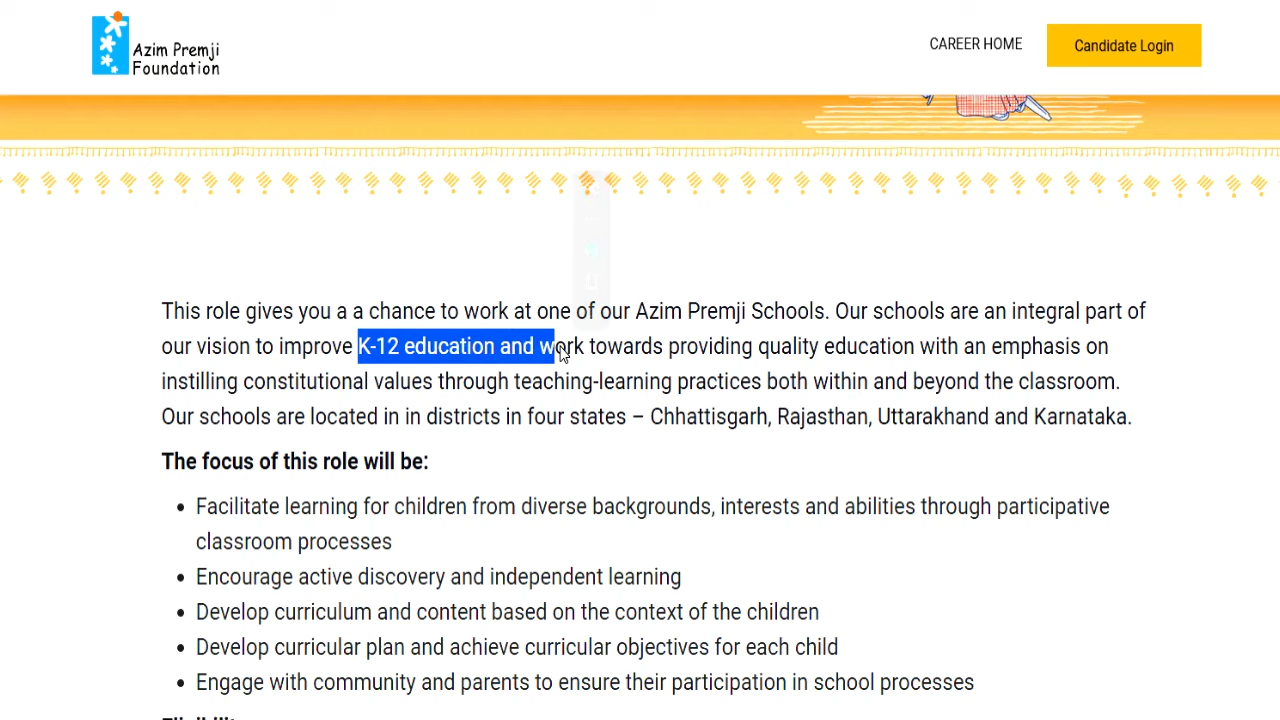 Azim Premji
Foundation
CAREER HOME
Candidate Login
This role gives you a a chance to work at one of our Azim Premji Schools. Our schools are an integral part of
our vision to improve K-12 education and work towards providing quality education with an emphasis on
instilling constitutional values through teaching-learning practices both within and beyond the classroom.
Our schools are located in in districts in four states – Chhattisgarh, Rajasthan, Uttarakhand and Karnataka.
The focus of this role will be:
• Facilitate learning for children from diverse backgrounds, interests and abilities through participative
classroom processes
• Encourage active discovery and independent learning
• Develop curriculum and content based on the context of the children
• Develop curricular plan and achieve curricular objectives for each child
• Engage with community and parents to ensure their participation in school processes